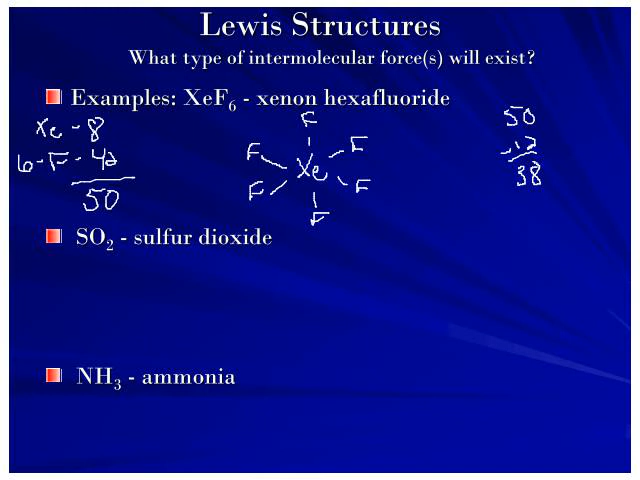 Lewis Structures
What type of intermolecular force(s) will exist?
Examples: XeF₆ - xenon hexafluoride
Xe - 8
6 - F - 42
50
F
F F
Xe
F F
F
50
-12
38
SO₂ - sulfur dioxide
NH₃ - ammonia